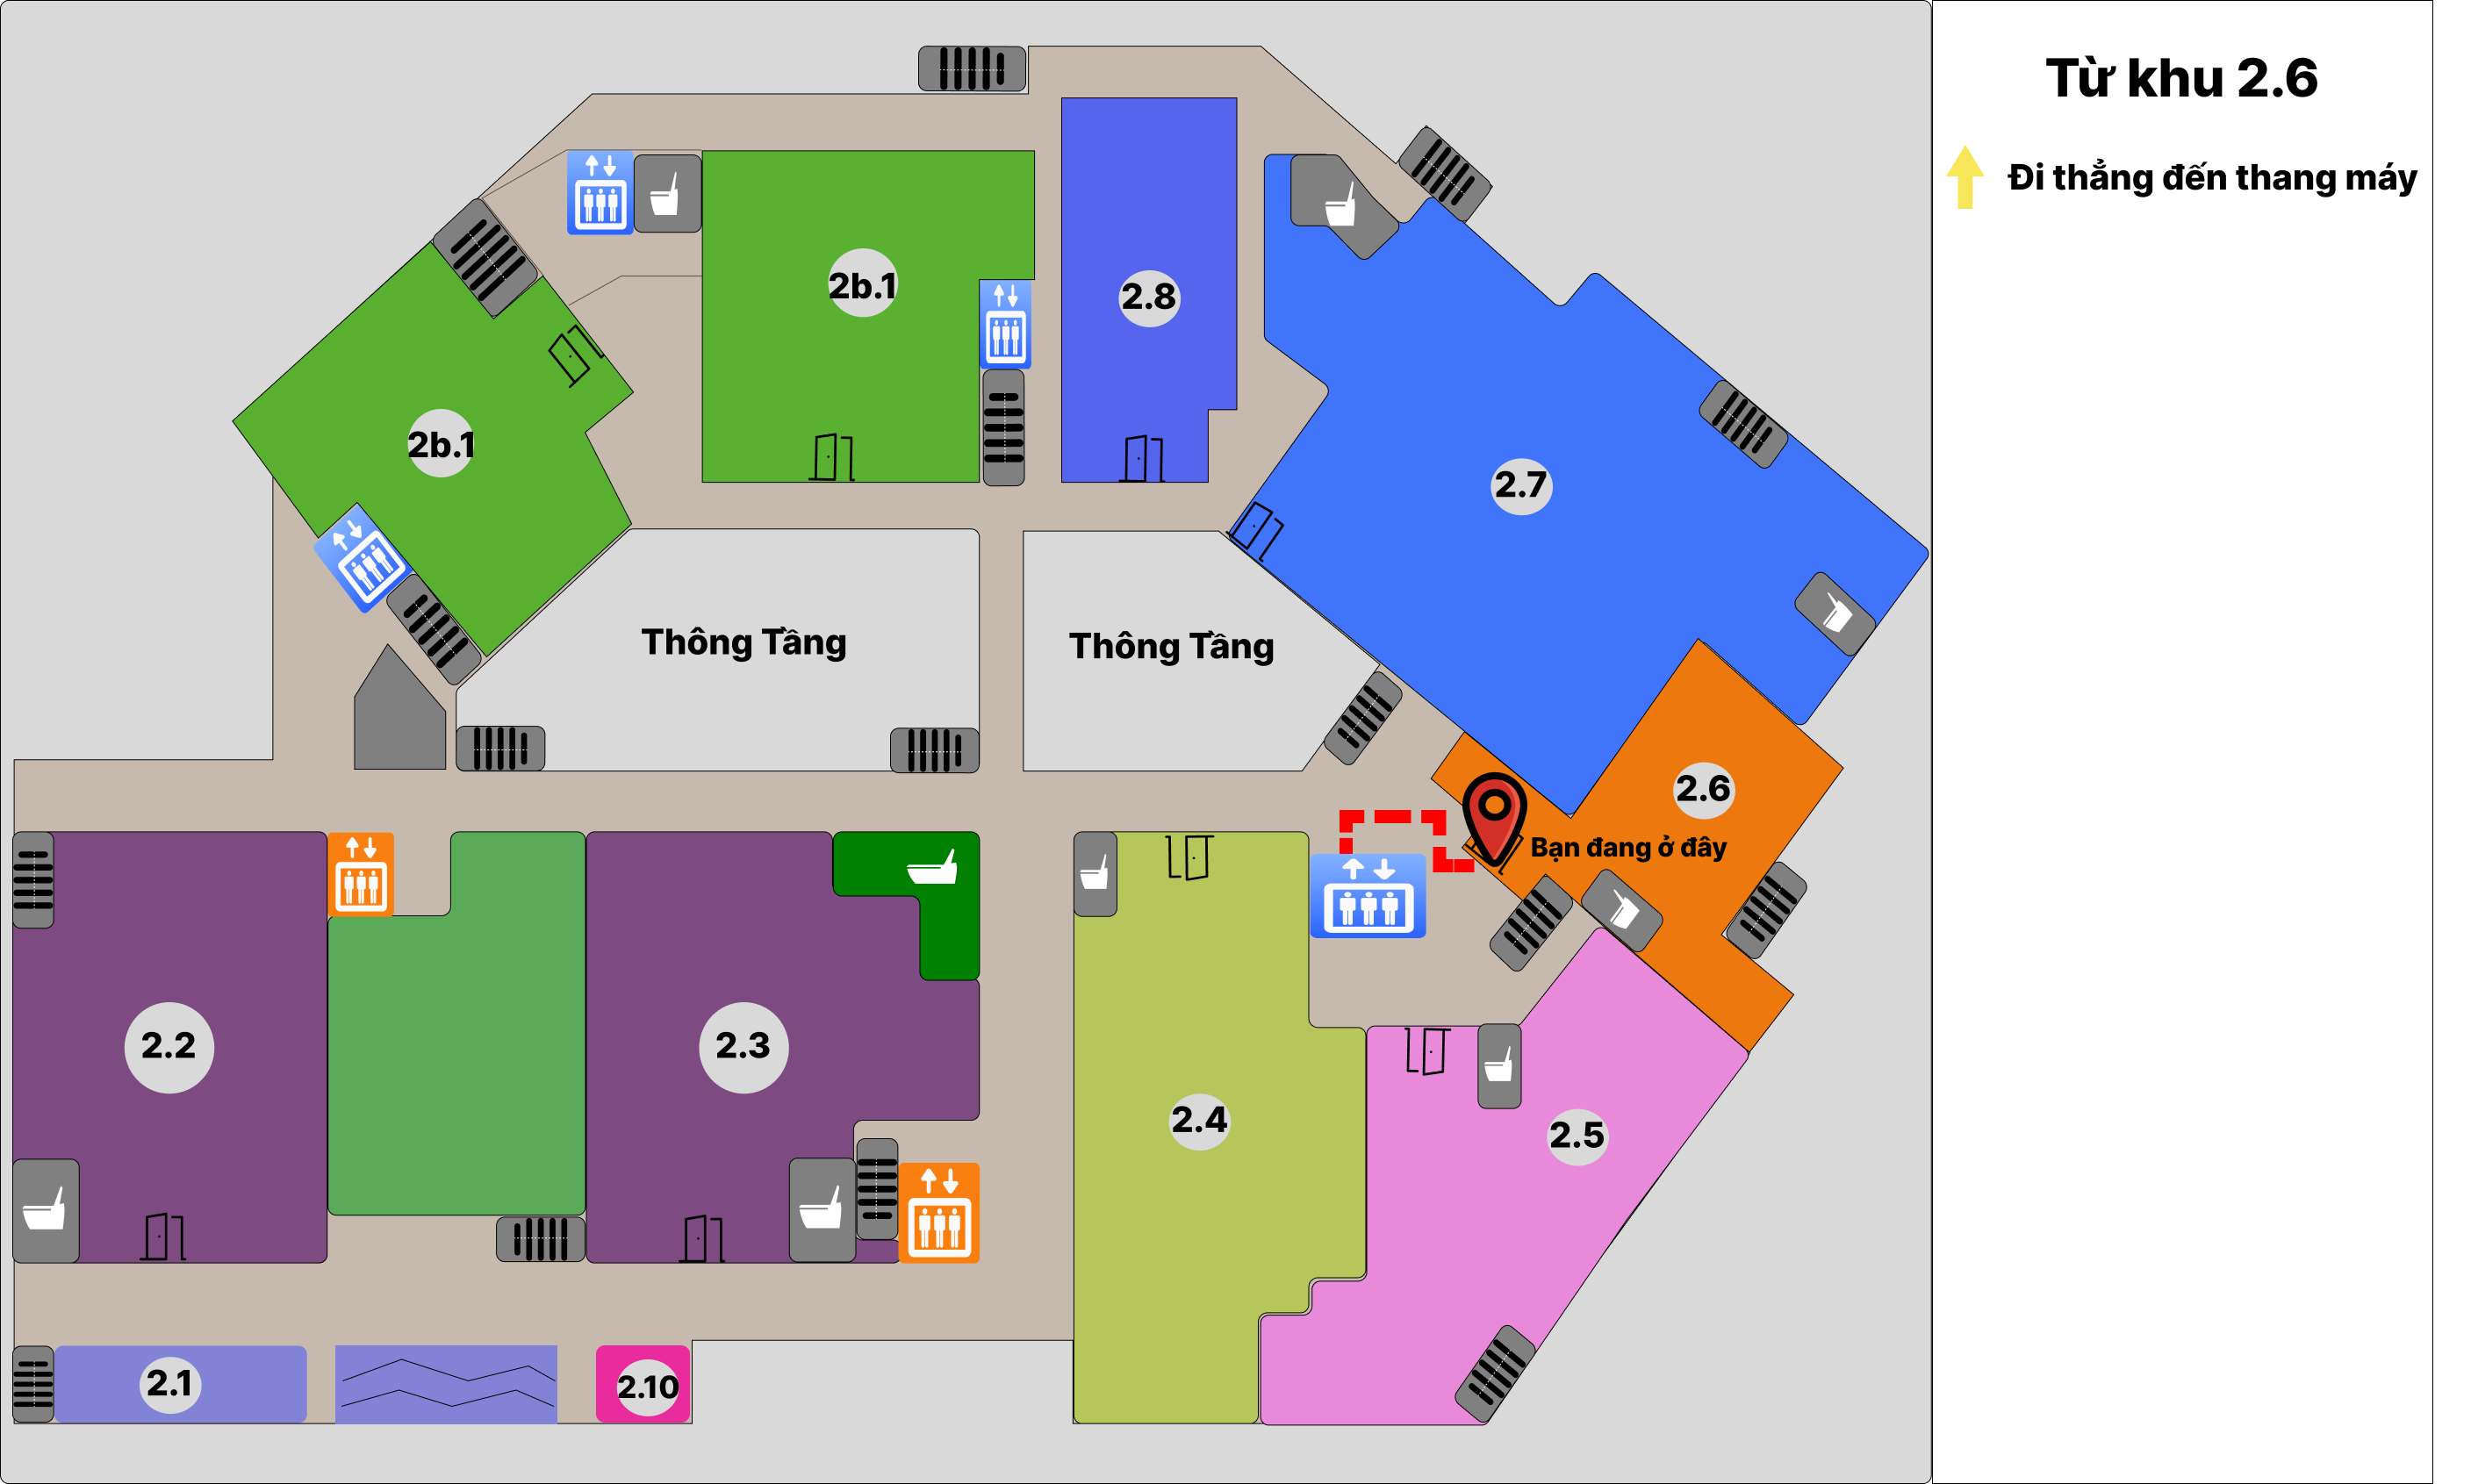 Từ khu 2.6
Đi thẳng đến thang máy
2b.1
2.8
2b.1
2.7
Thông Tầng
Thông Tầng
2.6
Bạn đang ở đây
2.2
2.3
2.4
2.5
2.1
2.10